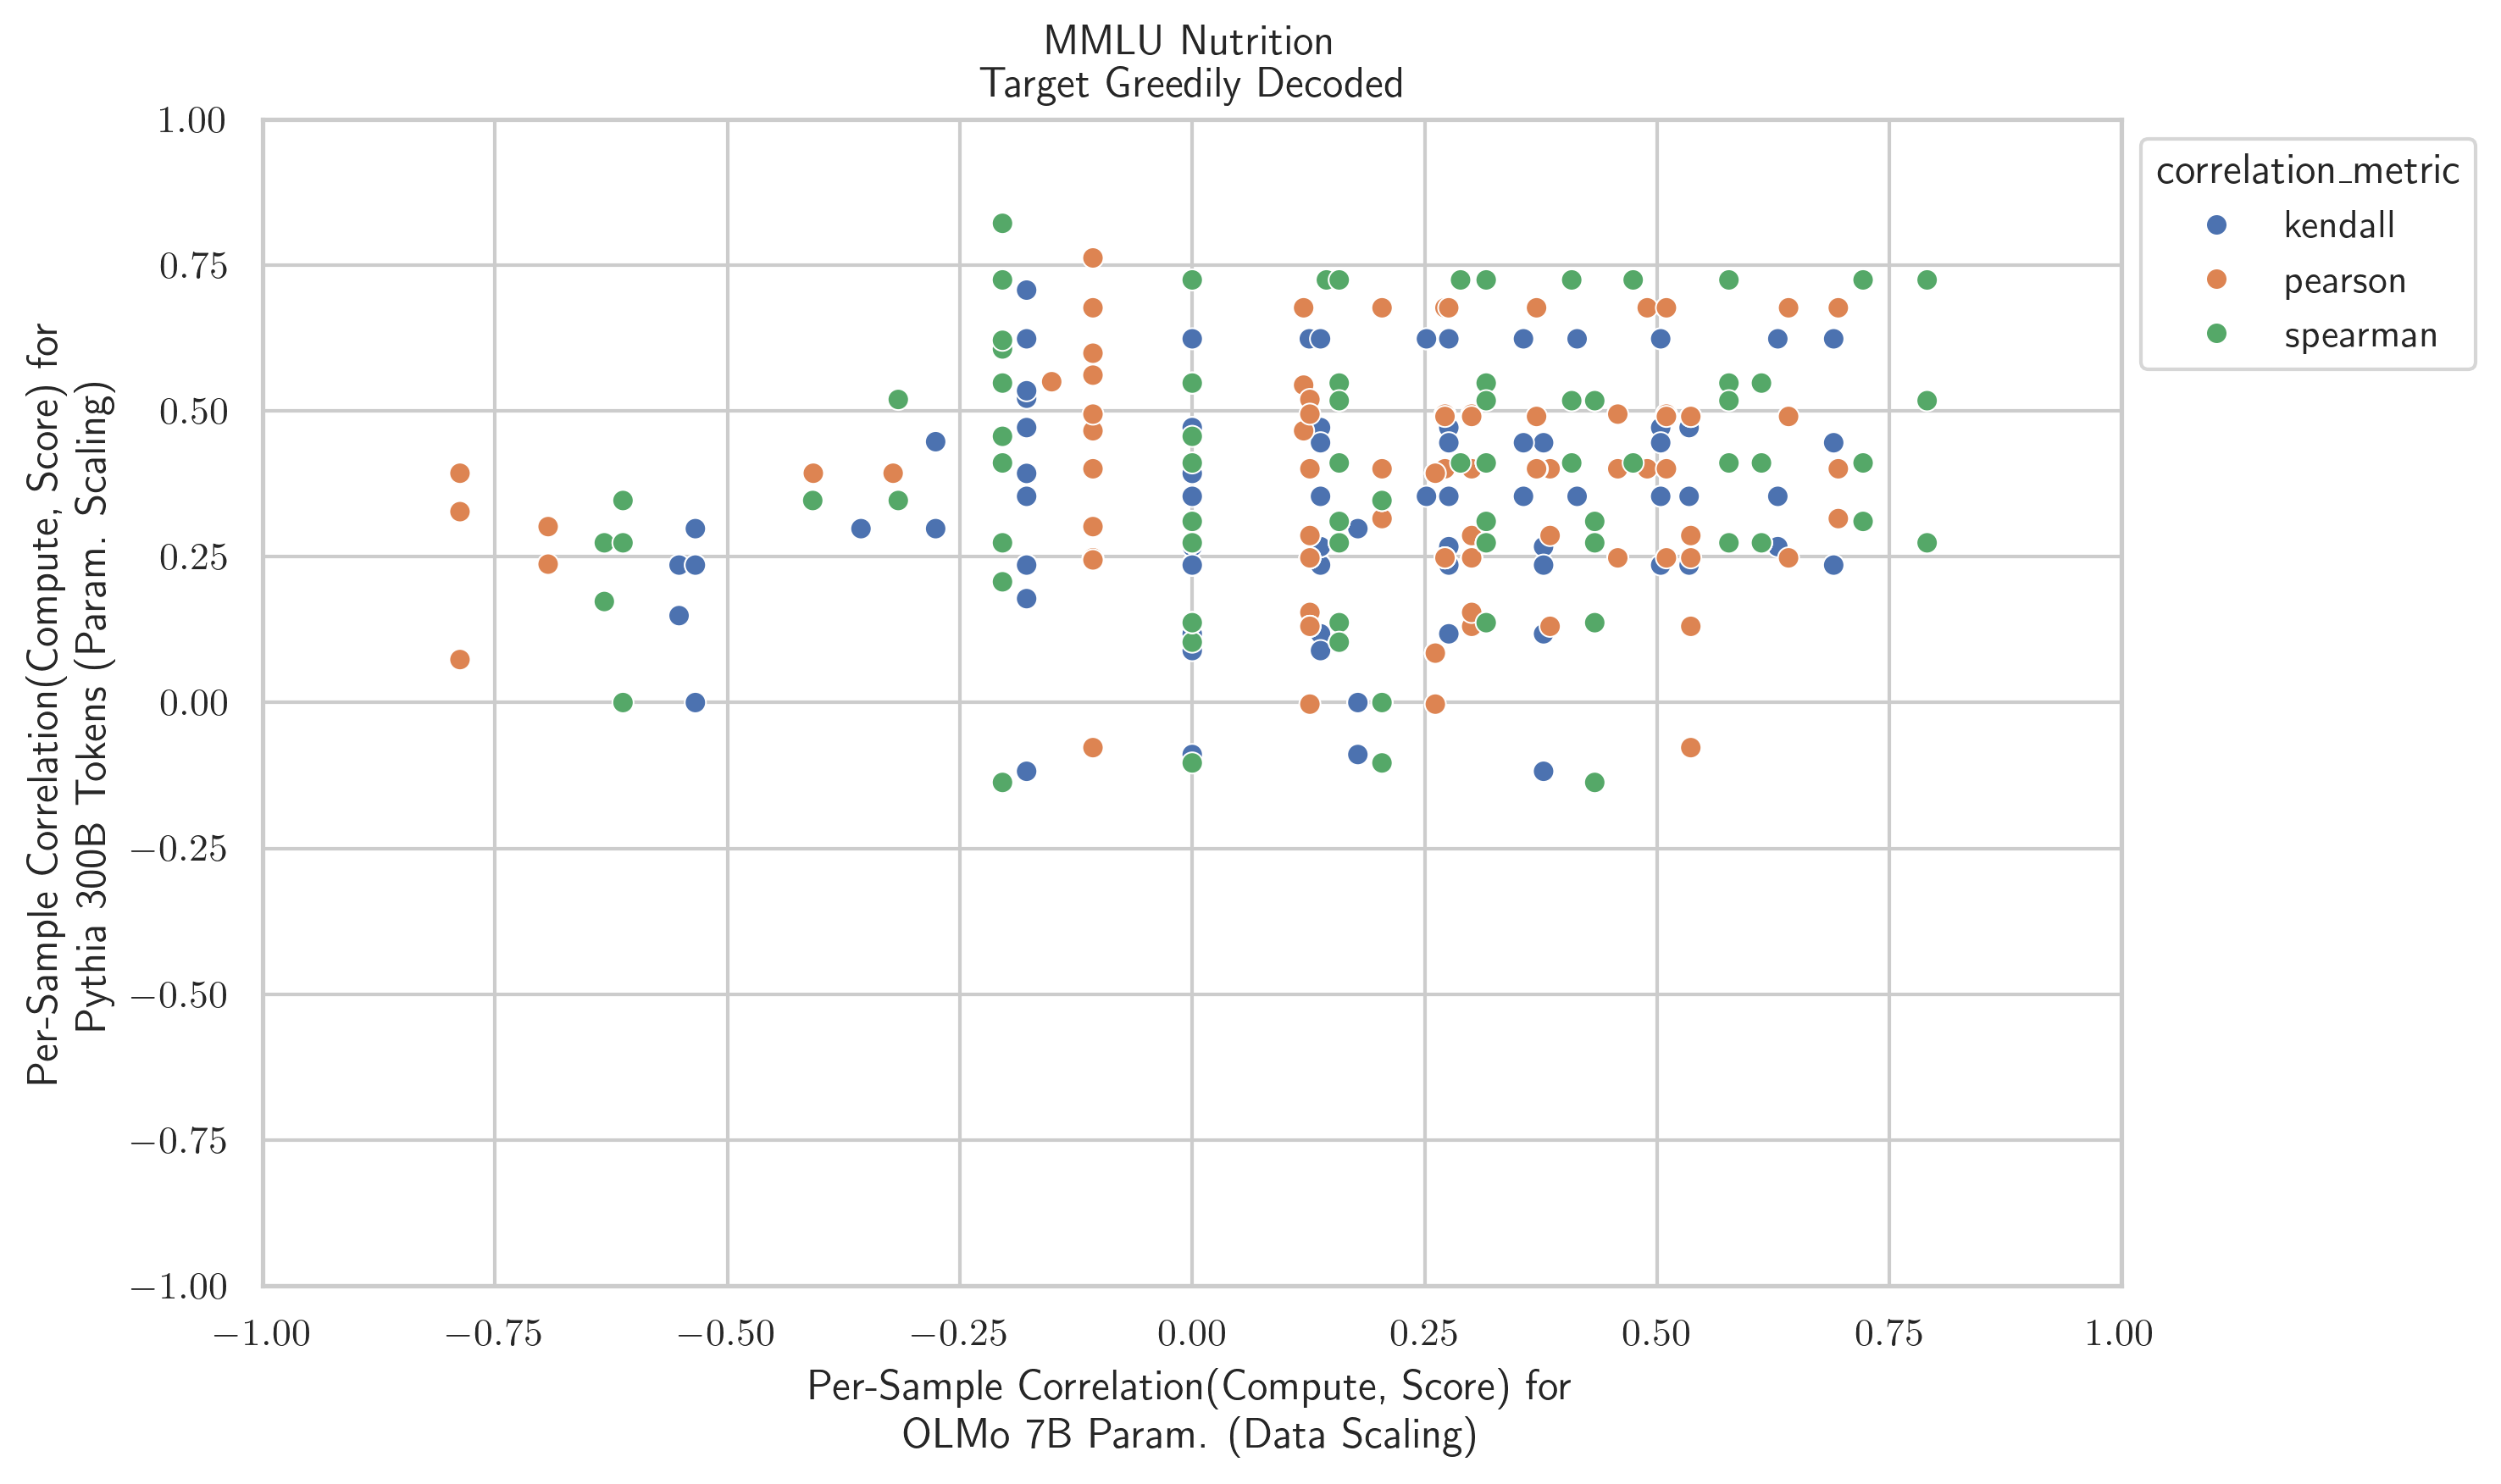 MMLU Nutrition
Target Greedily Decoded
Per-Sample Correlation(Compute, Score) for
Pythia 300B Tokens (Param. Scaling)
1.00
0.75
0.50
0.25
0.00
−0.25
−0.50
−0.75
−1.00
−1.00 −0.75 −0.50 −0.25 0.00 0.25 0.50 0.75 1.00
Per-Sample Correlation(Compute, Score) for
OLMo 7B Param. (Data Scaling)
correlation_metric
kendall
pearson
spearman